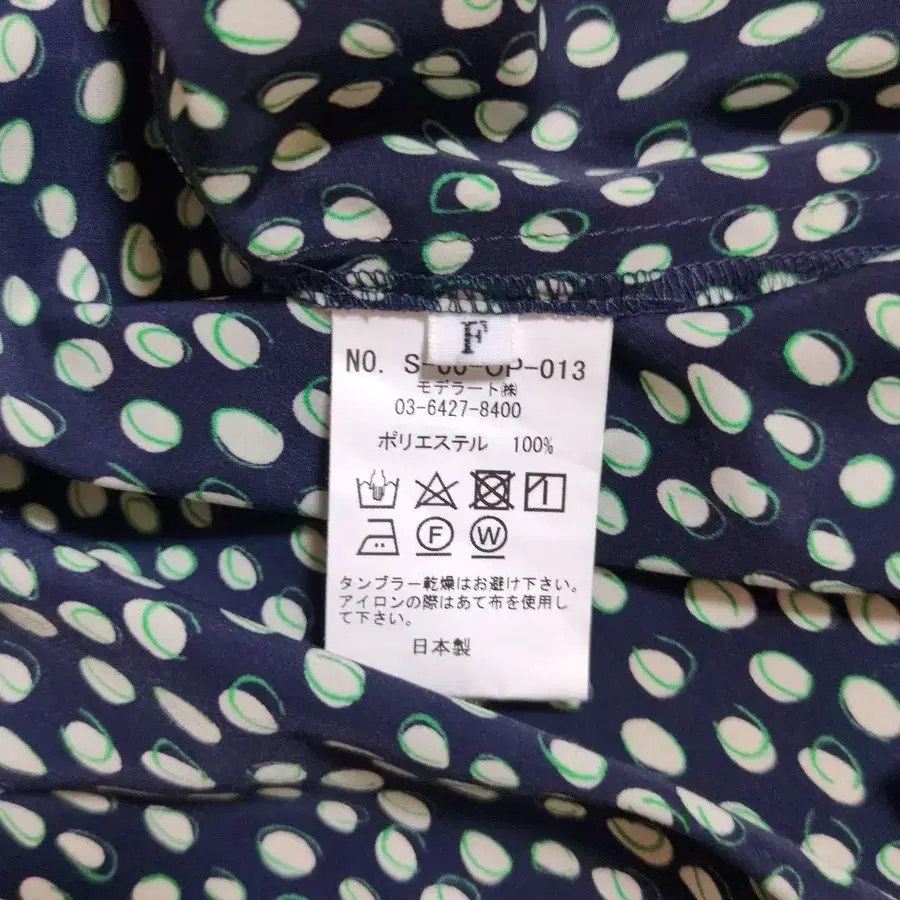 F
NO. S-00-OP-013
モデラート㈱
03-6427-8400
ポリエステル 100%
F W
タンブラー乾燥はお避け下さい。
アイロンの際はあて布を使用し
て下さい。
日本製